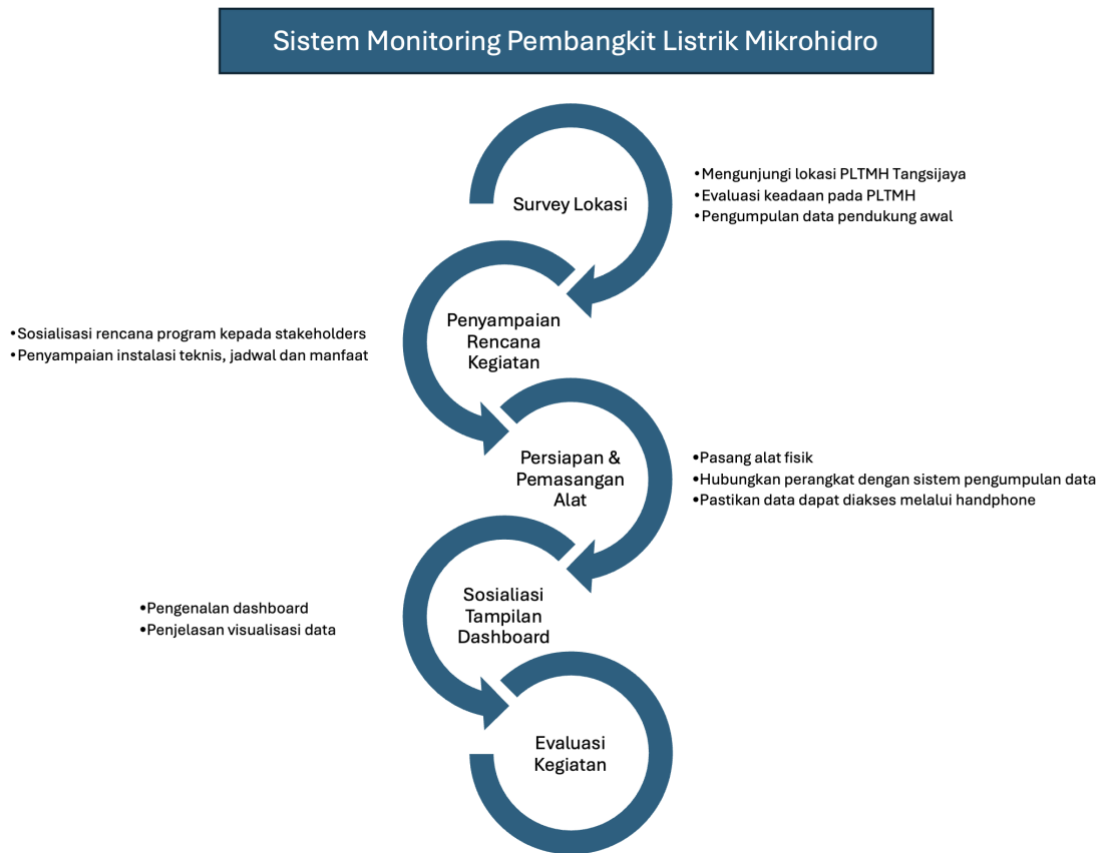 Sistem Monitoring Pembangkit Listrik Mikrohidro
Survey Lokasi
•Mengunjungi lokasi PLTMH Tangsijaya
•Evaluasi keadaan pada PLTMH
•Pengumpulan data pendukung awal
Penyampaian
Rencana
Kegiatan
•Sosialisasi rencana program kepada stakeholders
•Penyampaian instalasi teknis, jadwal dan manfaat
Persiapan &
Pemasangan
Alat
•Pasang alat fisik
•Hubungkan perangkat dengan sistem pengumpulan data
•Pastikan data dapat diakses melalui handphone
Sosialiasi
Tampilan
Dashboard
•Pengenalan dashboard
•Penjelasan visualisasi data
Evaluasi
Kegiatan